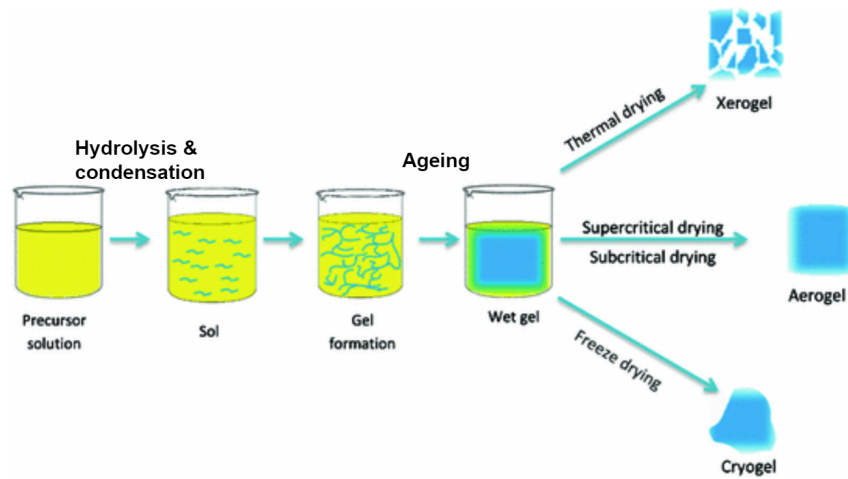 Hydrolysis &
condensation
Ageing
Precursor
solution
Sol
Gel
formation
Wet gel
Thermal drying
Xerogel
Supercritical drying
Subcritical drying
Aerogel
Freeze drying
Cryogel